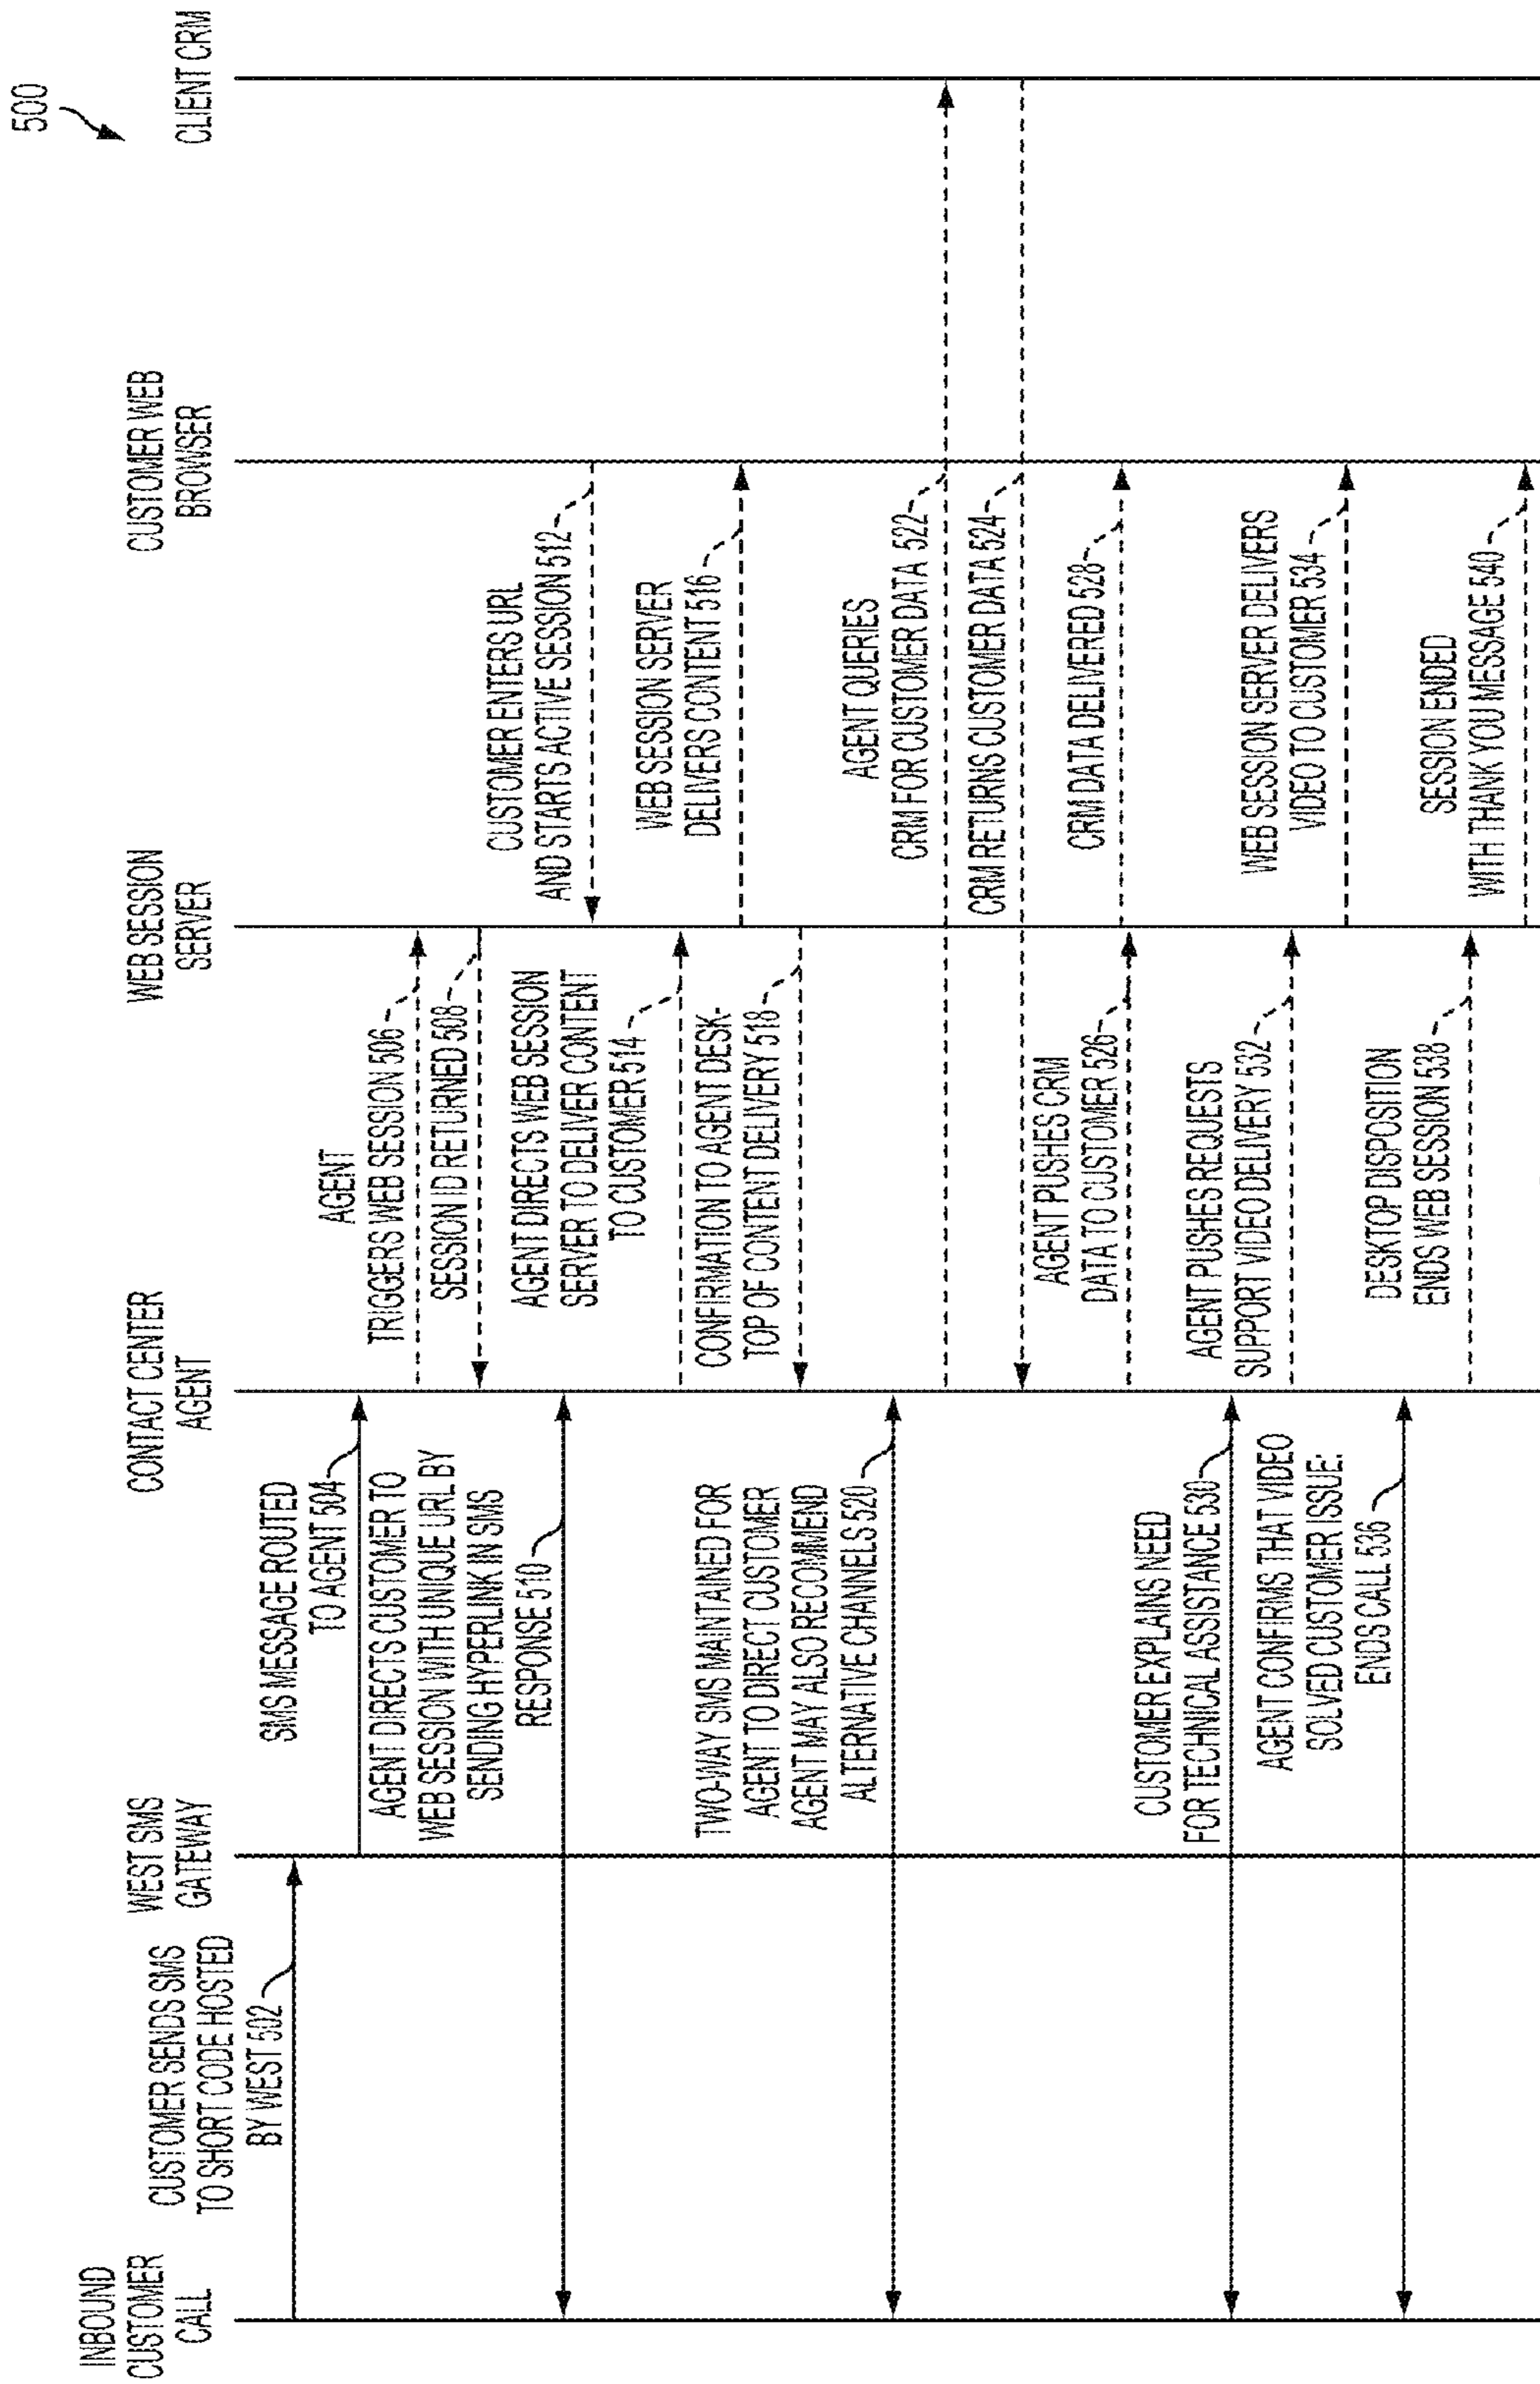 500
INBOUND
CUSTOMER
CALL
WEST SMS
GATEWAY
CONTACT CENTER
AGENT
WEB SESSION
SERVER
CUSTOMER WEB
BROWSER
CLIENT CRM
CUSTOMER SENDS SMS
TO SHORT CODE HOSTED
BY WEST 502
SMS MESSAGE ROUTED
TO AGENT 504
AGENT
TRIGGERS WEB SESSION 506
SESSION ID RETURNED 508
AGENT DIRECTS CUSTOMER TO
WEB SESSION WITH UNIQUE URL BY
SENDING HYPERLINK IN SMS
RESPONSE 510
CUSTOMER ENTERS URL
AND STARTS ACTIVE SESSION 512
AGENT DIRECTS WEB SESSION
SERVER TO DELIVER CONTENT
TO CUSTOMER 514
WEB SESSION SERVER
DELIVERS CONTENT 516
CONFIRMATION TO AGENT DESK-
TOP OF CONTENT DELIVERY 518
TWO-WAY SMS MAINTAINED FOR
AGENT TO DIRECT CUSTOMER
AGENT MAY ALSO RECOMMEND
ALTERNATIVE CHANNELS 520
AGENT QUERIES
CRM FOR CUSTOMER DATA 522
CRM RETURNS CUSTOMER DATA 524
AGENT PUSHES CRM
DATA TO CUSTOMER 526
CRM DATA DELIVERED 528
CUSTOMER EXPLAINS NEED
FOR TECHNICAL ASSISTANCE 530
AGENT PUSHES REQUESTS
SUPPORT VIDEO DELIVERY 532
WEB SESSION SERVER DELIVERS
VIDEO TO CUSTOMER 534
AGENT CONFIRMS THAT VIDEO
SOLVED CUSTOMER ISSUE:
ENDS CALL 536
DESKTOP DISPOSITION
ENDS WEB SESSION 538
SESSION ENDED
WITH THANK YOU MESSAGE 540